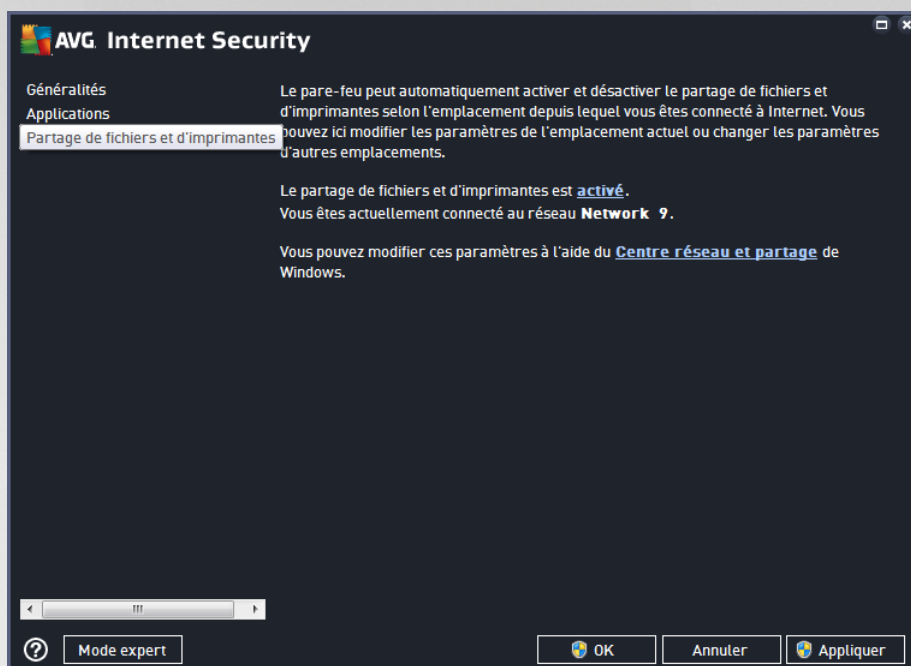 AVG. Internet Security
Généralités
Applications
Partage de fichiers et d'imprimantes
Le pare-feu peut automatiquement activer et désactiver le partage de fichiers et
d'imprimantes selon l'emplacement depuis lequel vous êtes connecté à Internet. Vous
pouvez ici modifier les paramètres de l'emplacement actuel ou changer les paramètres
d'autres emplacements.
Le partage de fichiers et d'imprimantes est activé.
Vous êtes actuellement connecté au réseau Network 9.
Vous pouvez modifier ces paramètres à l'aide du Centre réseau et partage de
Windows.
? Mode expert
OK
Annuler
Appliquer